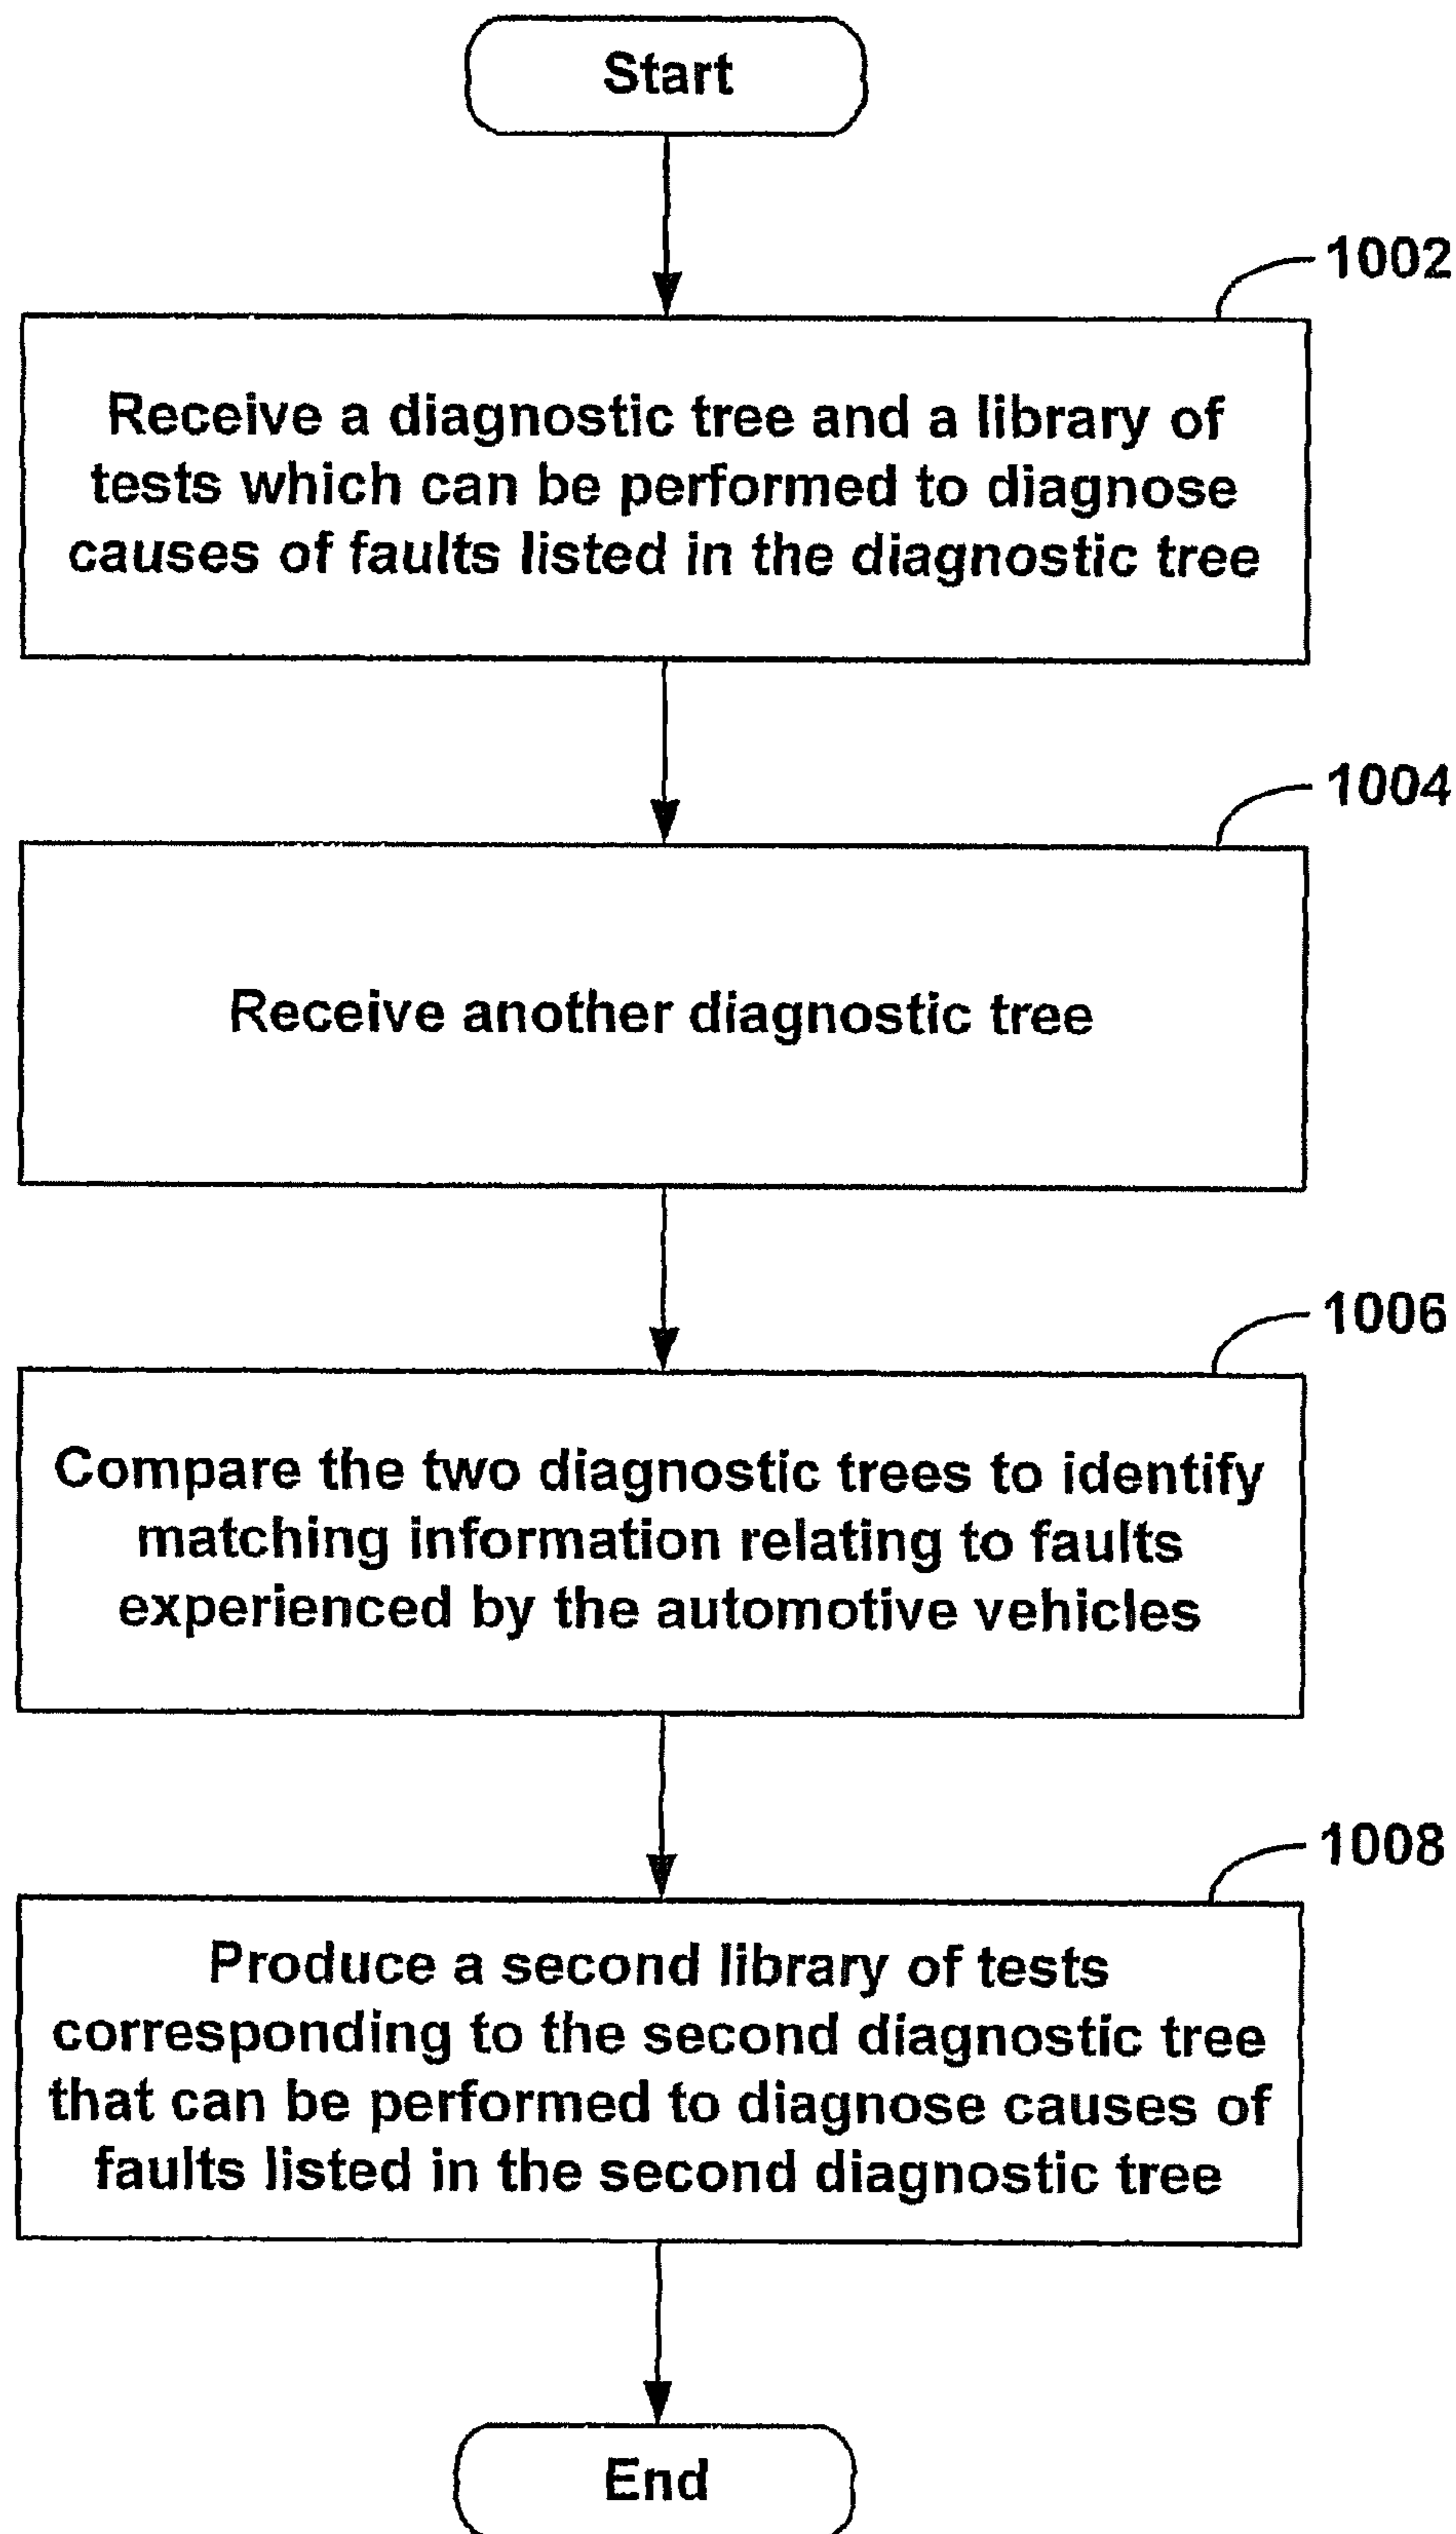 Start
1002
Receive a diagnostic tree and a library of
tests which can be performed to diagnose
causes of faults listed in the diagnostic tree
1004
Receive another diagnostic tree
1006
Compare the two diagnostic trees to identify
matching information relating to faults
experienced by the automotive vehicles
1008
Produce a second library of tests
corresponding to the second diagnostic tree
that can be performed to diagnose causes of
faults listed in the second diagnostic tree
End